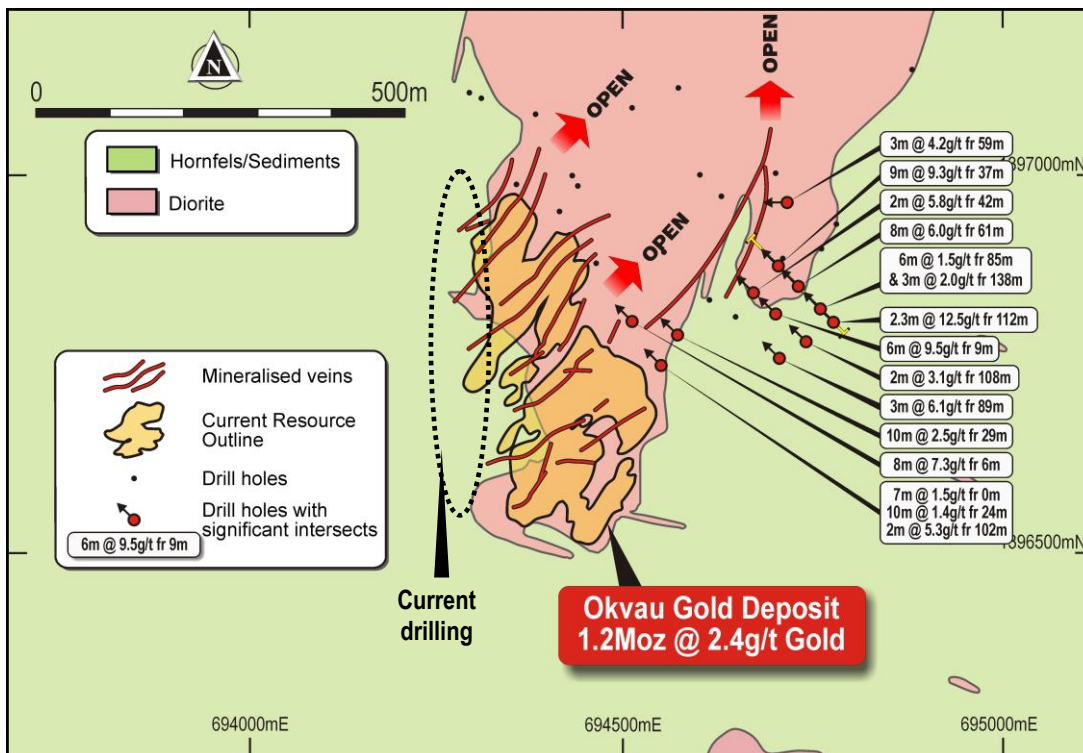 N
0
500m
Hornfels/Sediments
Diorite
OPEN
OPEN
OPEN
3m @ 4.2g/t fr 59m
9m @ 9.3g/t fr 37m
2m @ 5.8g/t fr 42m
8m @ 6.0g/t fr 61m
6m @ 1.5g/t fr 85m
& 3m @ 2.0g/t fr 138m
2.3m @ 12.5g/t fr 112m
6m @ 9.5g/t fr 9m
2m @ 3.1g/t fr 108m
3m @ 6.1g/t fr 89m
10m @ 2.5g/t fr 29m
8m @ 7.3g/t fr 6m
7m @ 1.5g/t fr 0m
10m @ 1.4g/t fr 24m
2m @ 5.3g/t fr 102m
1397000mN
1396500mN
Mineralised veins
Current Resource
Outline
Drill holes
Drill holes with
significant intersects
6m @ 9.5g/t fr 9m
Current
drilling
Okvau Gold Deposit
1.2Moz @ 2.4g/t Gold
694000mE
694500mE
695000mE